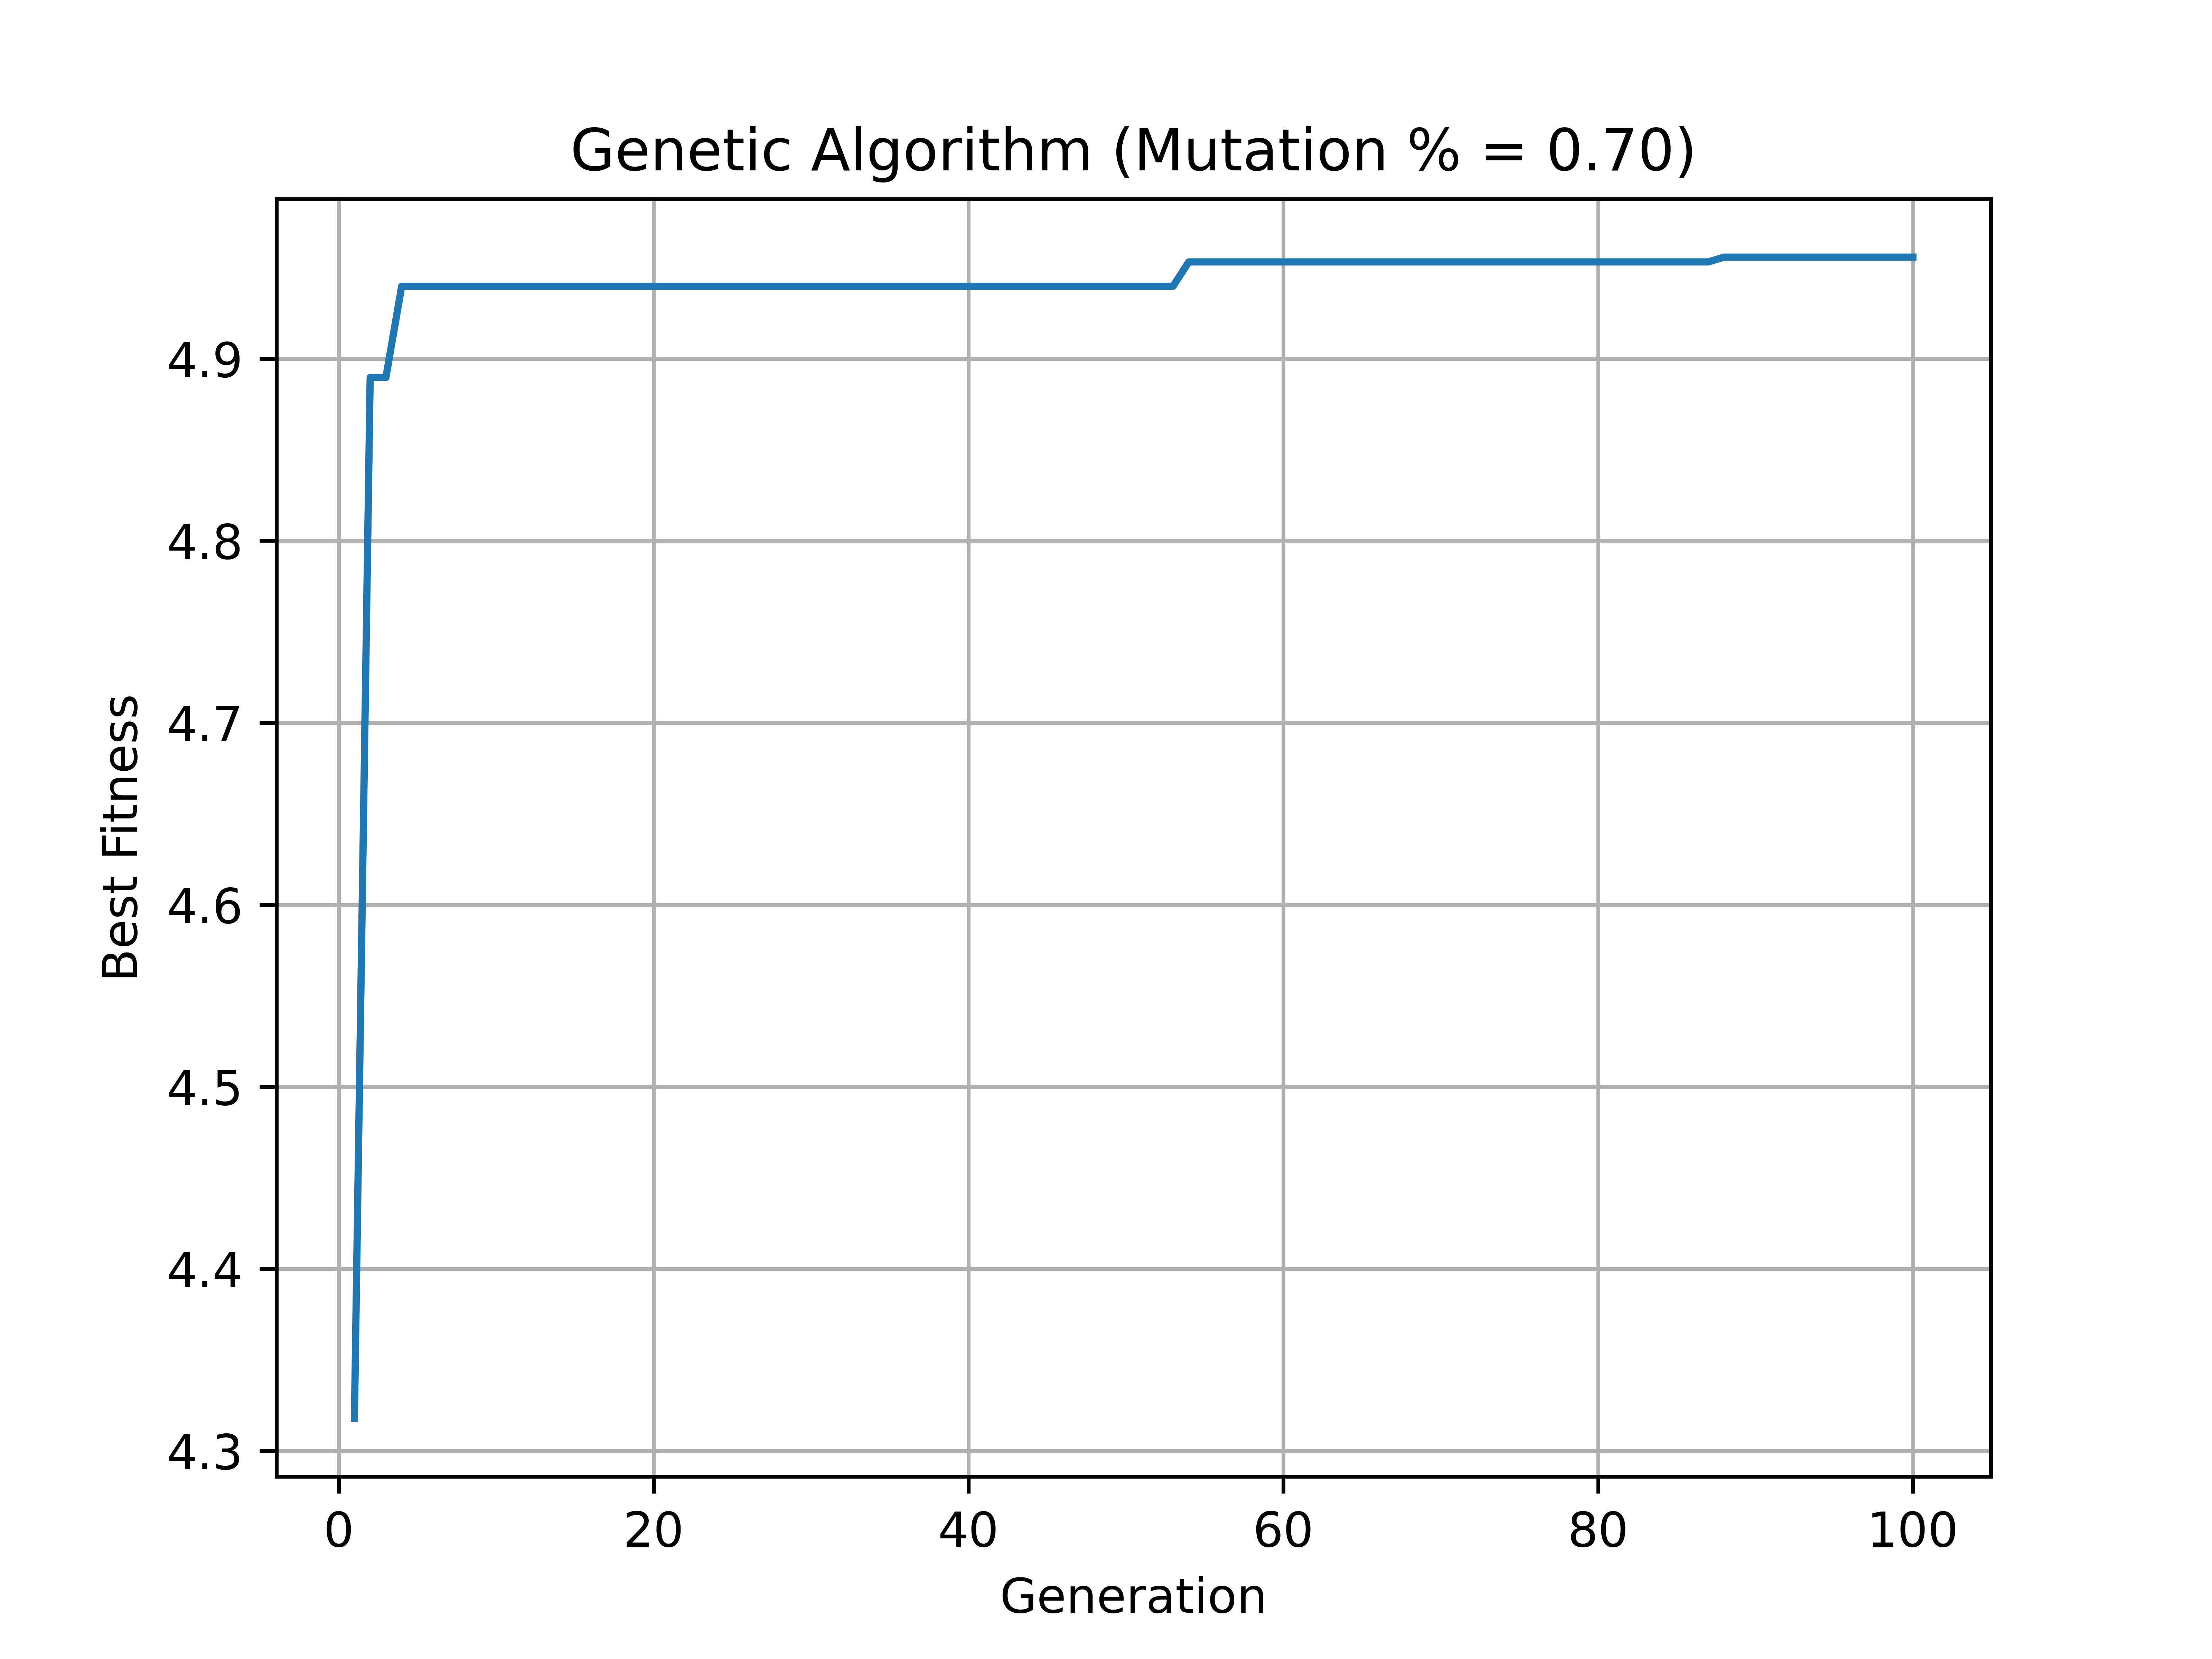 Genetic Algorithm (Mutation % = 0.70)
Best Fitness
4.9
4.8
4.7
4.6
4.5
4.4
4.3
0 20 40 60 80 100
Generation